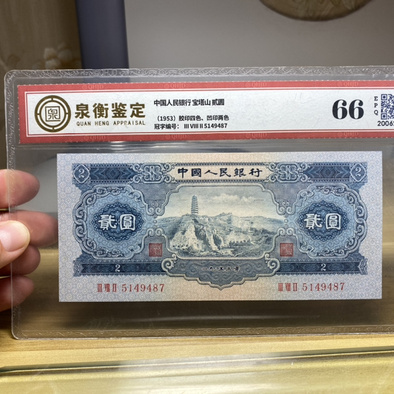 泉衡鉴定
QUAN HENG APPRAISAL
中国人民银行 宝塔山 贰圆
（1953）胶印四色、凹印两色
冠字编号： III VIII II 5149487
66
EPQ
2 中國人民銀行 2
貳圓 貳圓
2 2
III VIII II 5149487 III VIII II 5149487